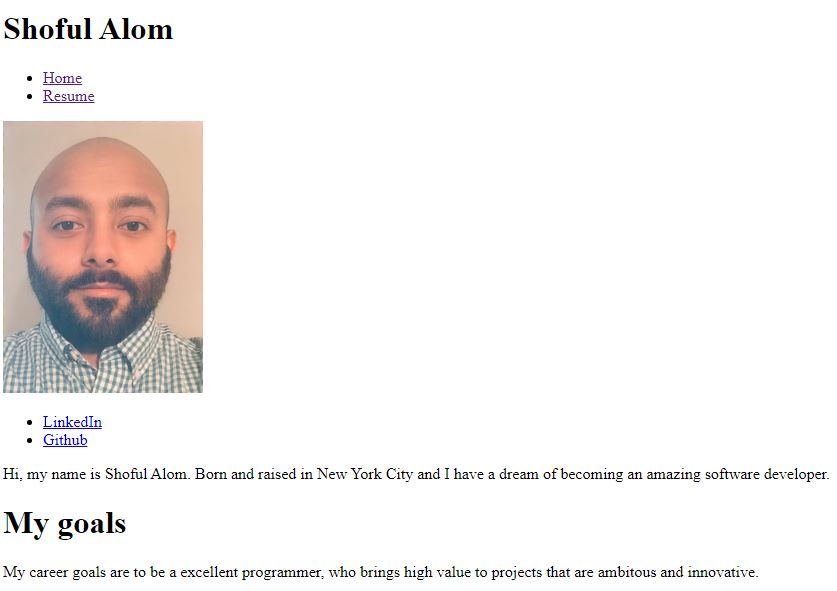 Shoful Alom
Home
Resume
LinkedIn
Github
Hi, my name is Shoful Alom. Born and raised in New York City and I have a dream of becoming an amazing software developer.
My goals
My career goals are to be a excellent programmer, who brings high value to projects that are ambitous and innovative.